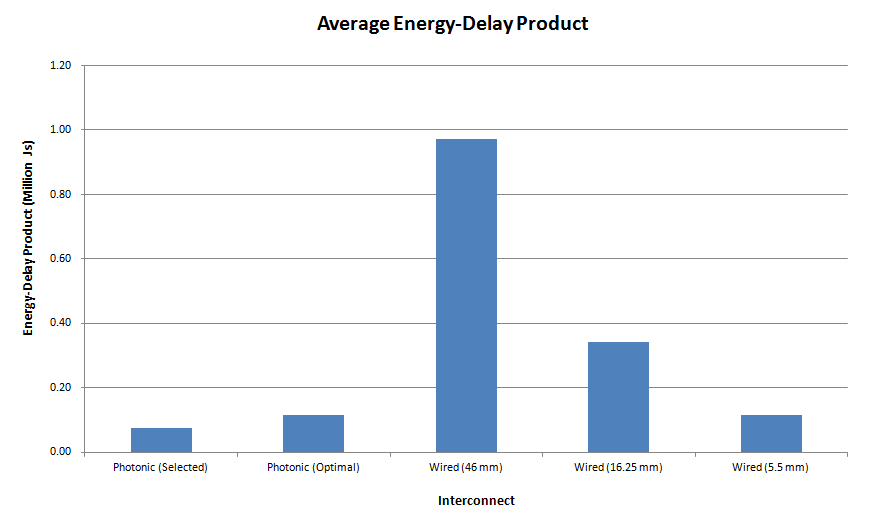 Average Energy-Delay Product
Energy-Delay Product (Million Js)
1.20
1.00
0.80
0.60
0.40
0.20
0.00
Photonic (Selected) Photonic (Optimal) Wired (46 mm) Wired (16.25 mm) Wired (5.5 mm)
Interconnect